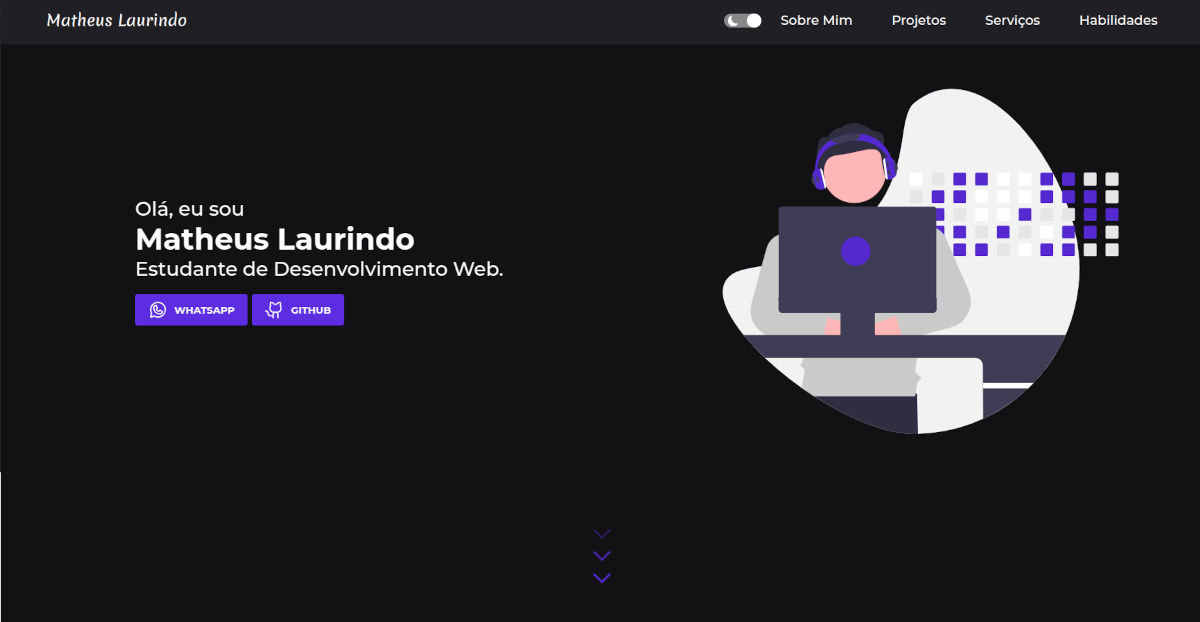 Matheus Laurindo
Sobre Mim
Projetos
Serviços
Habilidades
Olá, eu sou
Matheus Laurindo
Estudante de Desenvolvimento Web.
WHATSAPP
GITHUB